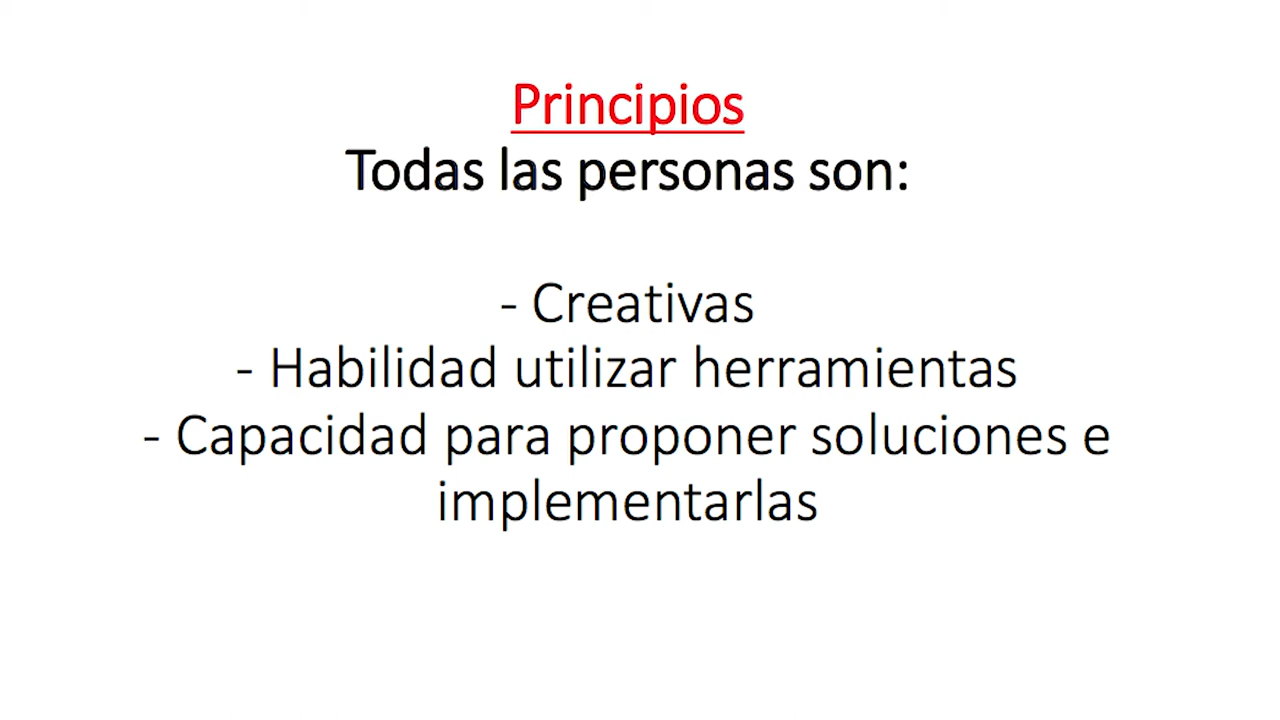 Principios
Todas las personas son:
- Creativas
- Habilidad utilizar herramientas
- Capacidad para proponer soluciones e
implementarlas